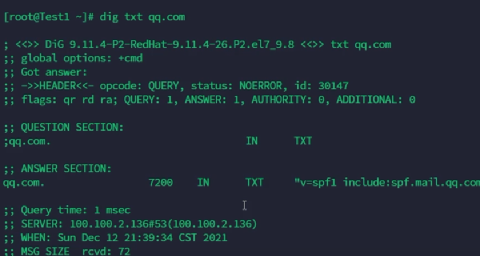 [root@Test1 ~]# dig txt qq.com
; <<>> DiG 9.11.4-P2-RedHat-9.11.4-26.P2.el7_9.8 <<>> txt qq.com
;; global options: +cmd
;; Got answer:
;; ->>HEADER<<- opcode: QUERY, status: NOERROR, id: 30147
;; flags: qr rd ra; QUERY: 1, ANSWER: 1, AUTHORITY: 0, ADDITIONAL: 0
;; QUESTION SECTION:
;qq.com. IN TXT
;; ANSWER SECTION:
qq.com. 7200 IN TXT "v=spf1 include:spf.mail.qq.com
;; Query time: 1 msec
;; SERVER: 100.100.2.136#53(100.100.2.136)
;; WHEN: Sun Dec 12 21:39:34 CST 2021
;; MSG SIZE rcvd: 72